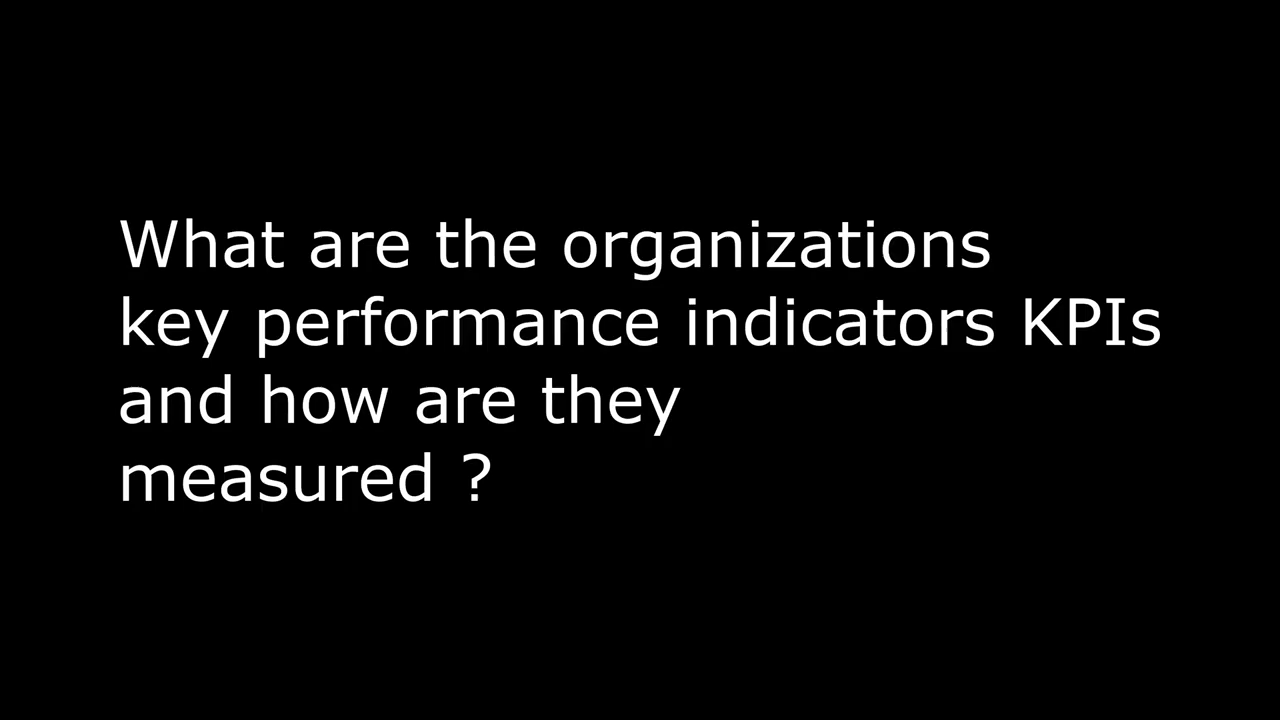 What are the organizations
key performance indicators KPIs
and how are they
measured ?